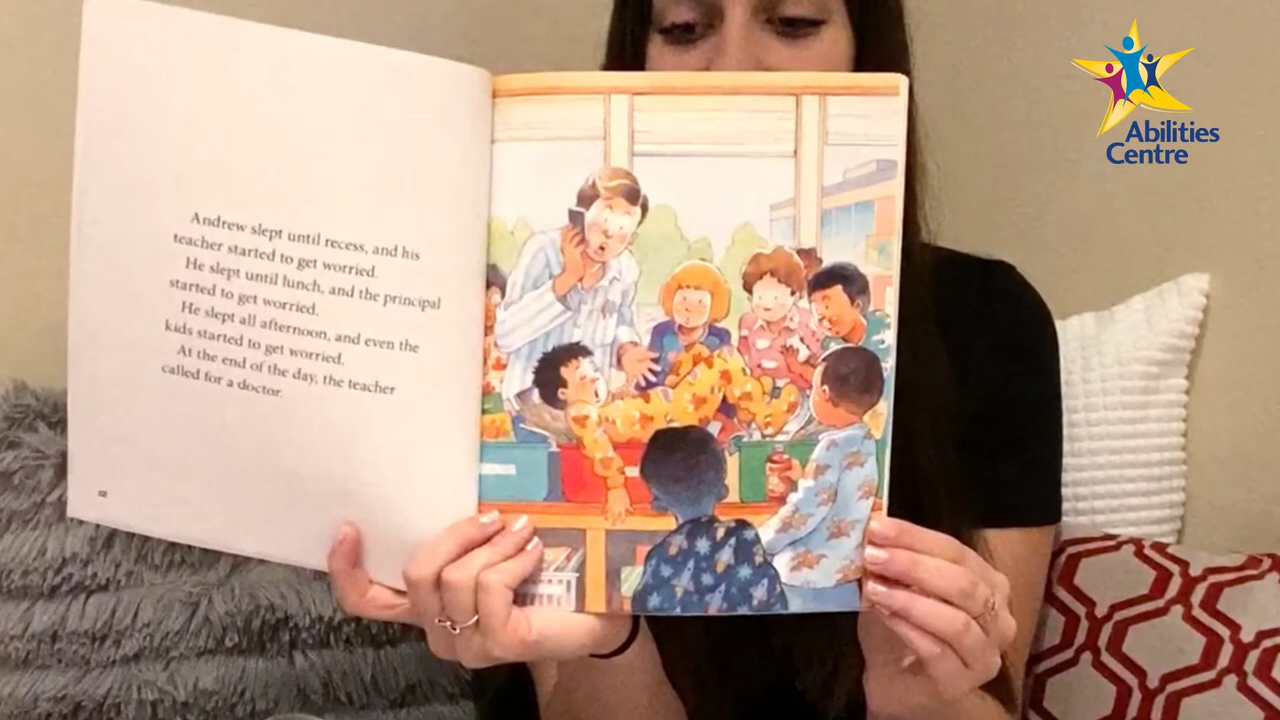 Andrew slept until recess, and his
teacher started to get worried.
He slept until lunch, and the principal
started to get worried.
He slept all afternoon, and even the
kids started to get worried.
At the end of the day, the teacher
called for a doctor.
Abilities
Centre